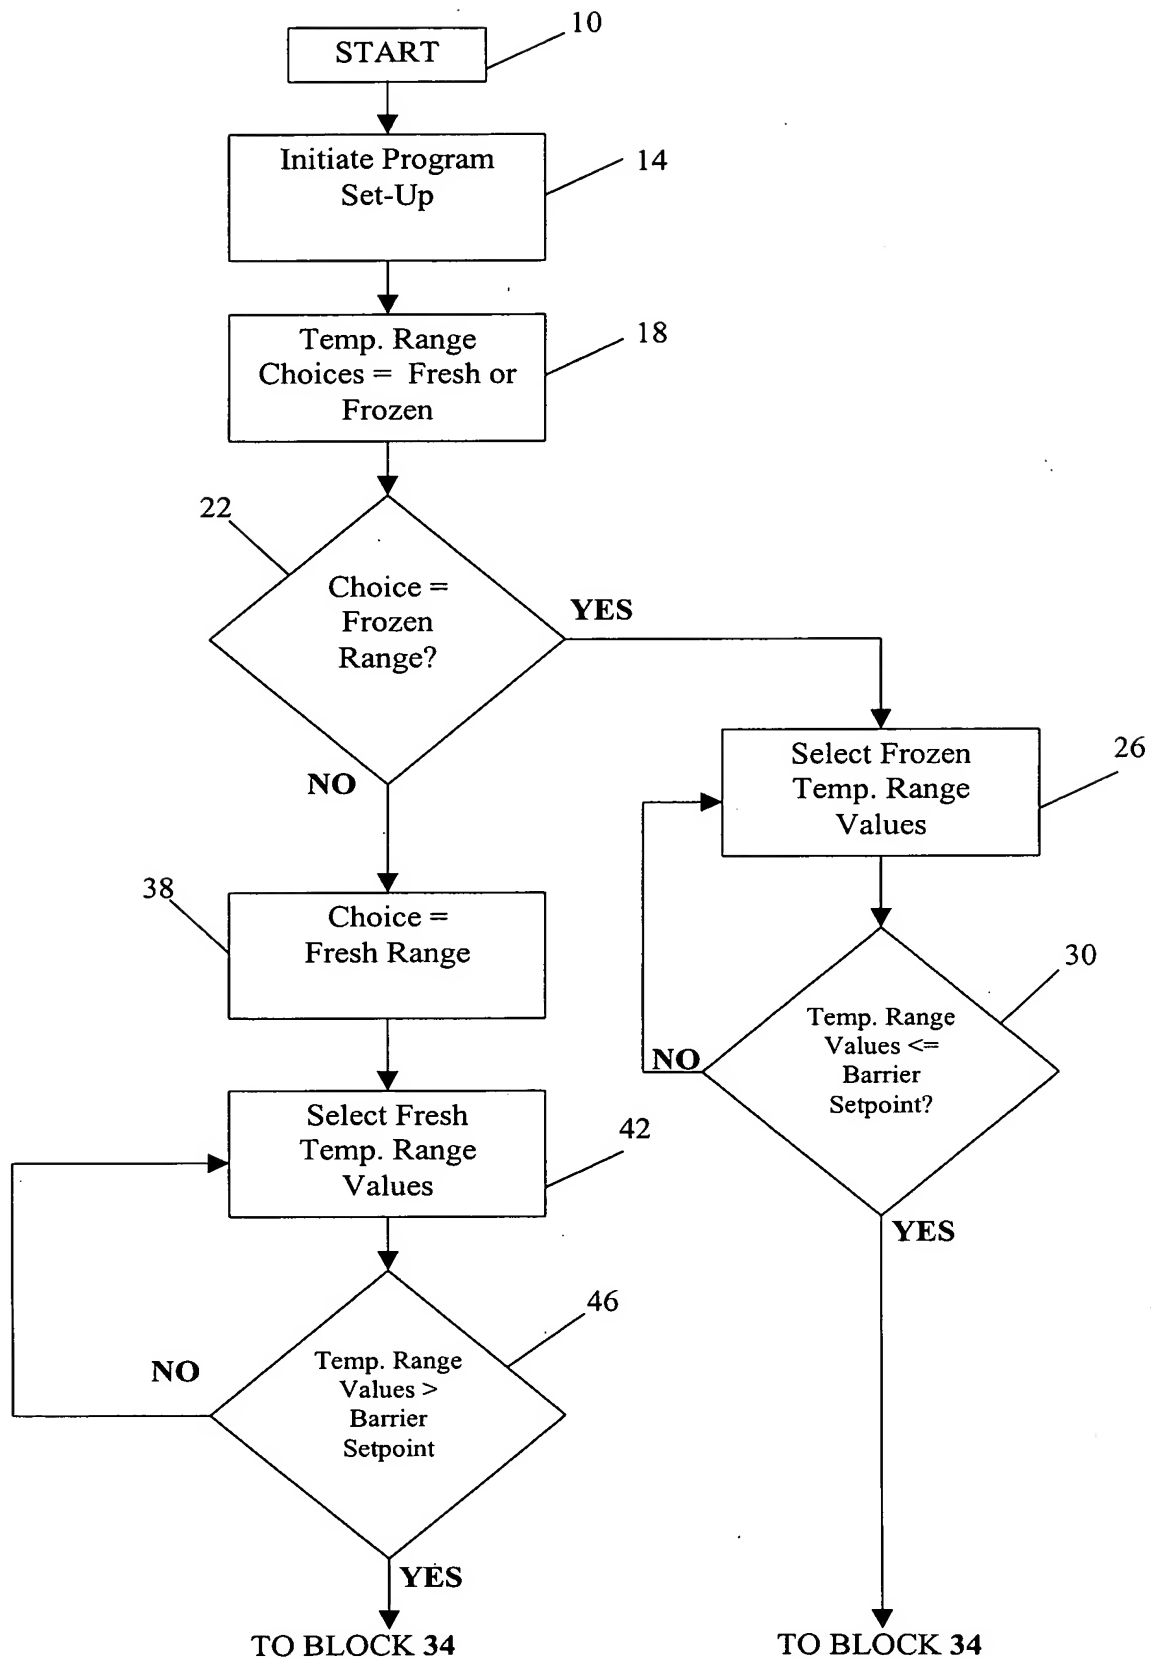 START
10
Initiate Program
Set-Up
14
Temp. Range
Choices = Fresh or
Frozen
18
22
Choice =
Frozen
Range?
YES
NO
Select Frozen
Temp. Range
Values
26
38
Choice =
Fresh Range
30
Temp. Range
Values <=
Barrier
Setpoint?
NO
YES
Select Fresh
Temp. Range
Values
42
46
Temp. Range
Values >
Barrier
Setpoint
NO
YES
TO BLOCK 34
TO BLOCK 34